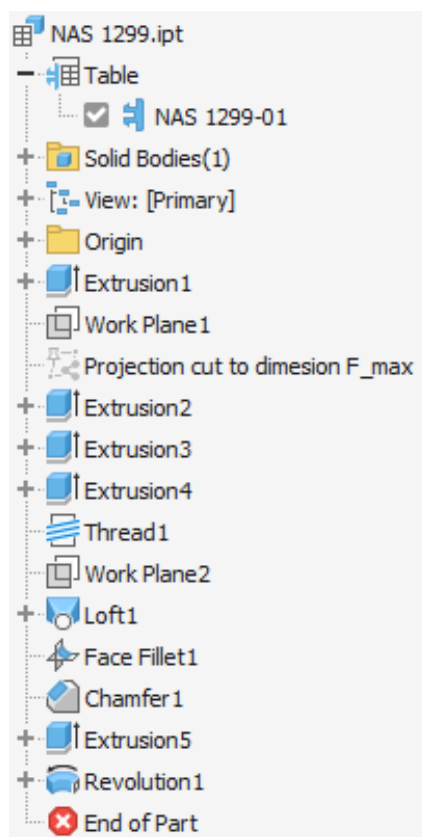 NAS 1299.ipt
Table
NAS 1299-01
Solid Bodies(1)
View: [Primary]
Origin
Extrusion1
Work Plane1
Projection cut to dimesion F_max
Extrusion2
Extrusion3
Extrusion4
Thread1
Work Plane2
Loft1
Face Fillet1
Chamfer1
Extrusion5
Revolution1
End of Part